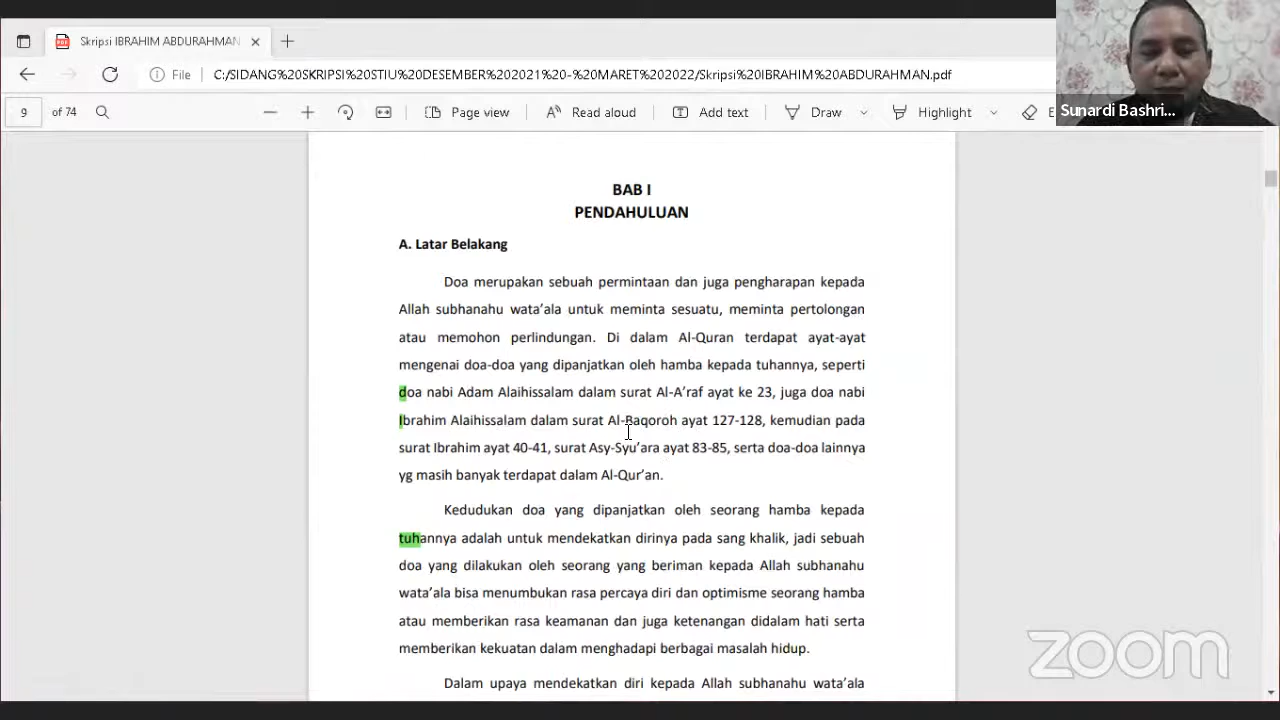 Skripsi IBRAHIM ABDURAHMAN
File C:/SIDANG%20SKRIPSI%20STIU%20DESEMBER%202021%20-%20MARET%202022/Skripsi%20IBRAHIM%20ABDURAHMAN.pdf
9 of 74 Page view Read aloud Add text Draw Highlight
Sunardi Bashri...
BAB I
PENDAHULUAN
A. Latar Belakang
Doa merupakan sebuah permintaan dan juga pengharapan kepada
Allah subhanahu wata’ala untuk meminta sesuatu, meminta pertolongan
atau memohon perlindungan. Di dalam Al-Quran terdapat ayat-ayat
mengenai doa-doa yang dipanjatkan oleh hamba kepada tuhannya, seperti
doa nabi Adam Alaihissalam dalam surat Al-A’raf ayat ke 23, juga doa nabi
Ibrahim Alaihissalam dalam surat Al-Baqoroh ayat 127-128, kemudian pada
surat Ibrahim ayat 40-41, surat Asy-Syu’ara ayat 83-85, serta doa-doa lainnya
yg masih banyak terdapat dalam Al-Qur’an.
Kedudukan doa yang dipanjatkan oleh seorang hamba kepada
tuhannya adalah untuk mendekatkan dirinya pada sang khalik, jadi sebuah
doa yang dilakukan oleh seorang yang beriman kepada Allah subhanahu
wata’ala bisa menumbukan rasa percaya diri dan optimisme seorang hamba
atau memberikan rasa keamanan dan juga ketenangan didalam hati serta
memberikan kekuatan dalam menghadapi berbagai masalah hidup.
Dalam upaya mendekatkan diri kepada Allah subhanahu wata’ala
zoom